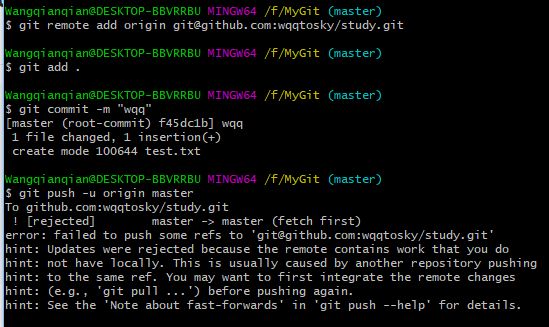 Wangqianqian@DESKTOP-BBVRRBU MINGW64 /f/MyGit (master)
$ git remote add origin git@github.com:wqqtosky/study.git
Wangqianqian@DESKTOP-BBVRRBU MINGW64 /f/MyGit (master)
$ git add .
Wangqianqian@DESKTOP-BBVRRBU MINGW64 /f/MyGit (master)
$ git commit -m "wqq"
[master (root-commit) f45dc1b] wqq
 1 file changed, 1 insertion(+)
 create mode 100644 test.txt
Wangqianqian@DESKTOP-BBVRRBU MINGW64 /f/MyGit (master)
$ git push -u origin master
To github.com:wqqtosky/study.git
 ! [rejected]        master -> master (fetch first)
error: failed to push some refs to 'git@github.com:wqqtosky/study.git'
hint: Updates were rejected because the remote contains work that you do
hint: not have locally. This is usually caused by another repository pushing
hint: to the same ref. You may want to first integrate the remote changes
hint: (e.g., 'git pull ...') before pushing again.
hint: See the 'Note about fast-forwards' in 'git push --help' for details.